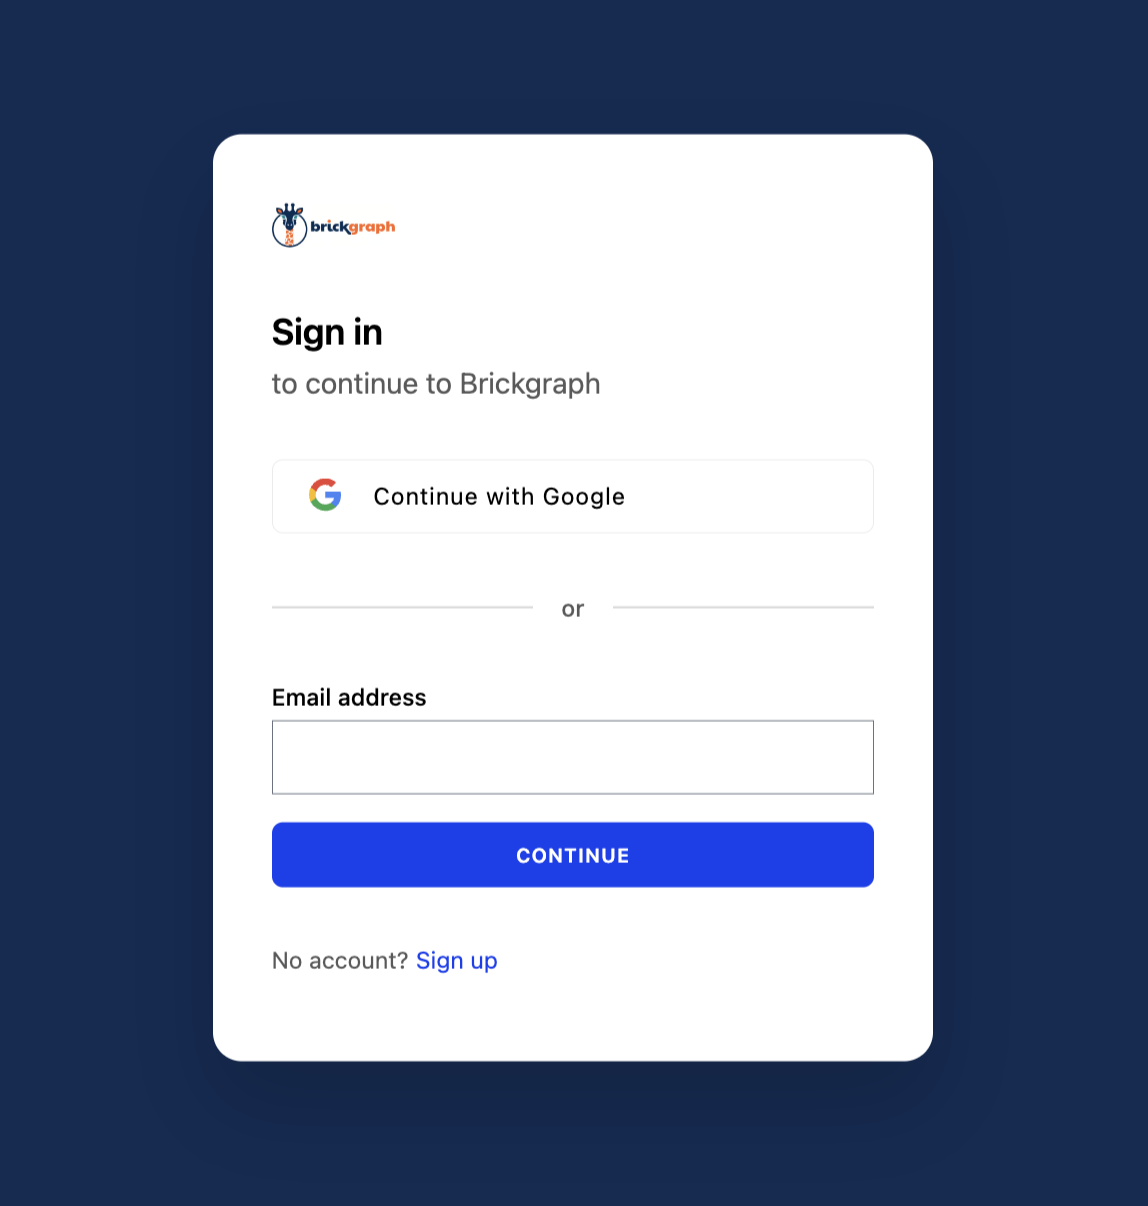 brickgraph
Sign in
to continue to Brickgraph
Continue with Google
or
Email address
CONTINUE
No account? Sign up